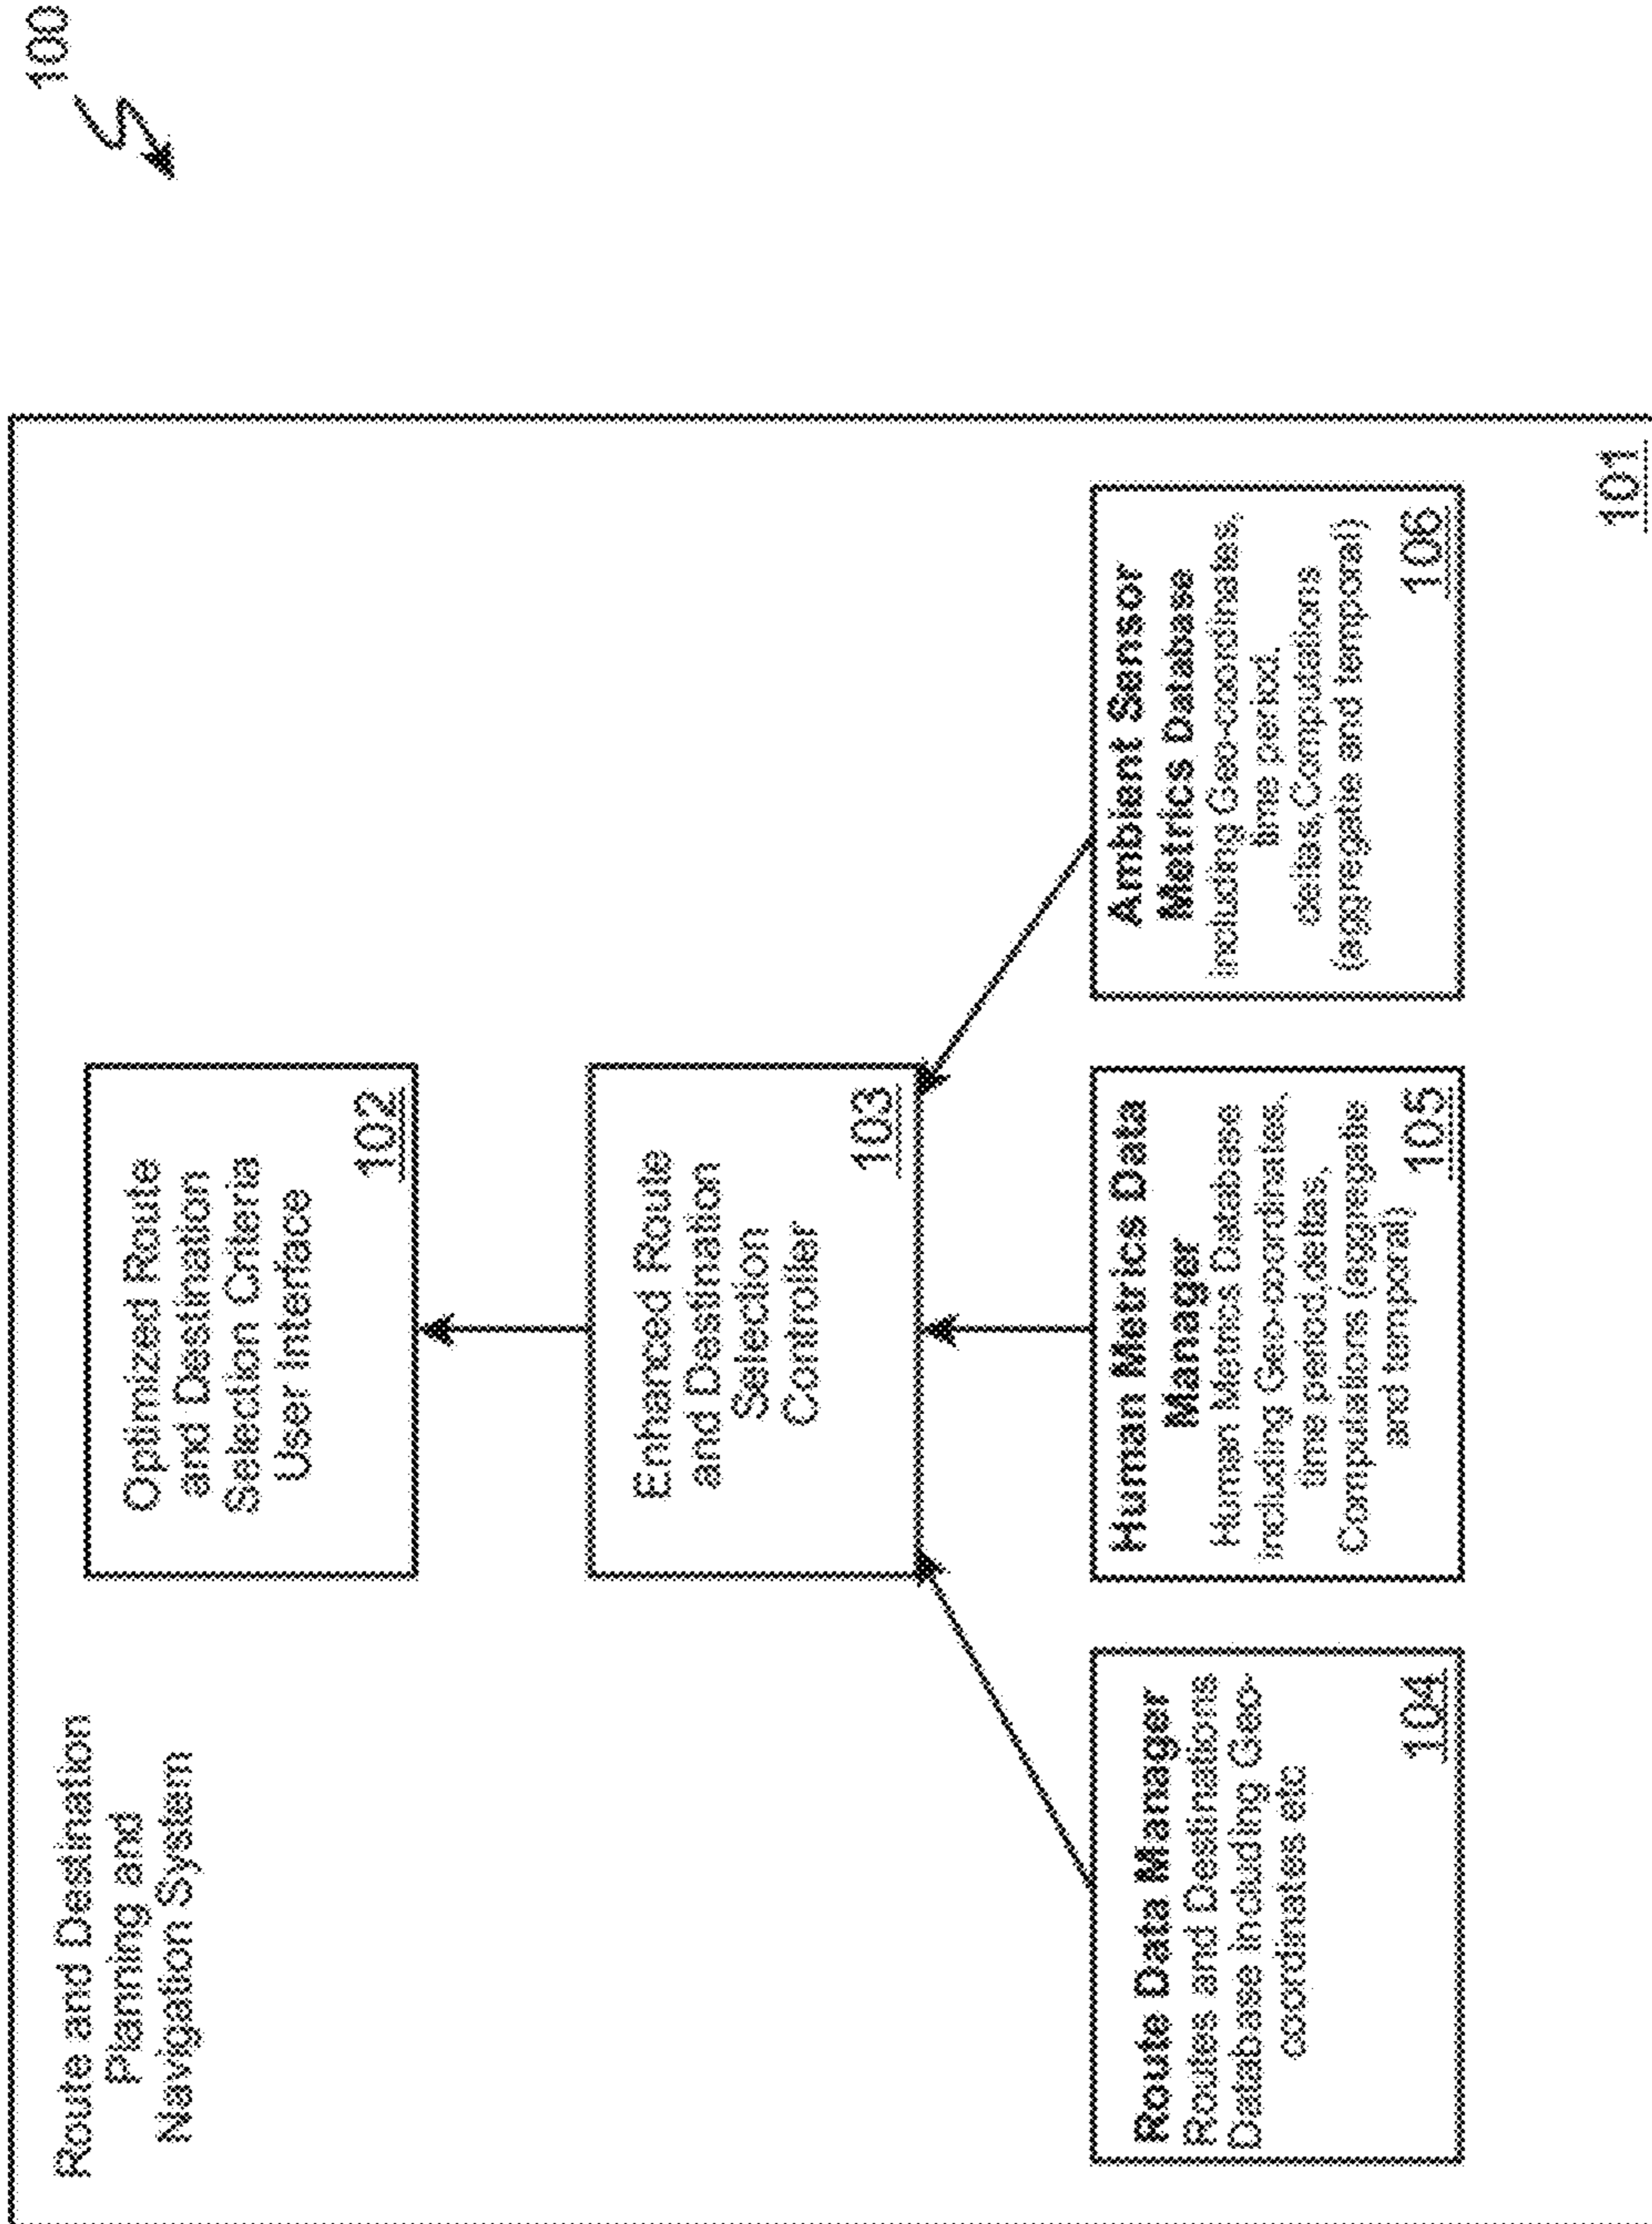 100
Route and Destination
Planning and
Navigation System
Optimized Route
and Destination
Selection Criteria
User Interface
102
Enhanced Route
and Destination
Selection
Controller
103
Route Data Manager
Routes and Destinations
Database including Geo-
coordinates etc
104
Human Metrics Data
Manager
Human Metrics Database
including Geo-coordinates,
time period, deltas,
Computations (aggregate
and temporal)
105
Ambient Sensor
Metrics Database
including Geo-coordinates,
time period,
deltas, Computations
(aggregate and temporal)
106
101